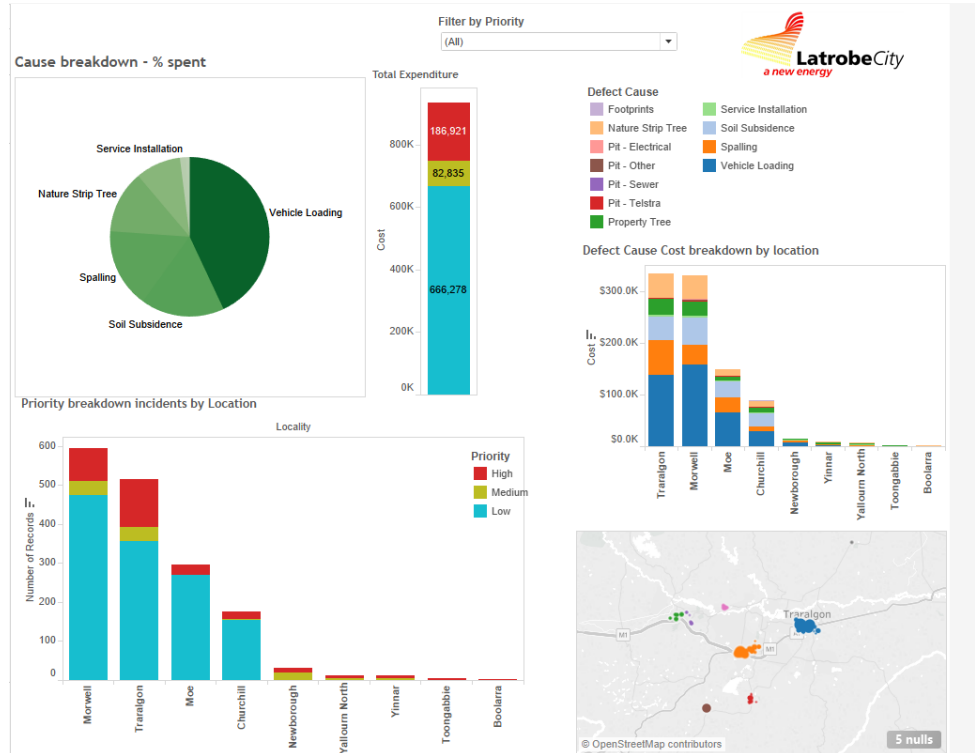 Filter by Priority
(All)
LatrobeCity
a new energy
Cause breakdown - % spent
Service Installation
Nature Strip Tree
Vehicle Loading
Spalling
Soil Subsidence
Total Expenditure
Cost
800K
600K
400K
200K
0K
186,921
82,835
666,278
Defect Cause
Footprints
Nature Strip Tree
Pit - Electrical
Pit - Other
Pit - Sewer
Pit - Telstra
Property Tree
Service Installation
Soil Subsidence
Spalling
Vehicle Loading
Defect Cause Cost breakdown by location
Cost
$300.0K
$200.0K
$100.0K
$0.0K
Traralgon
Morwell
Moe
Churchill
Newborough
Yinnar
Yallourn North
Toongabbie
Boolarra
Priority breakdown incidents by Location
Locality
Number of Records
600
500
400
300
200
100
0
Priority
High
Medium
Low
Morwell
Traralgon
Moe
Churchill
Newborough
Yallourn North
Yinnar
Toongabbie
Boolarra
Traralgon
M1
M1
M1
5 nulls
© OpenStreetMap contributors